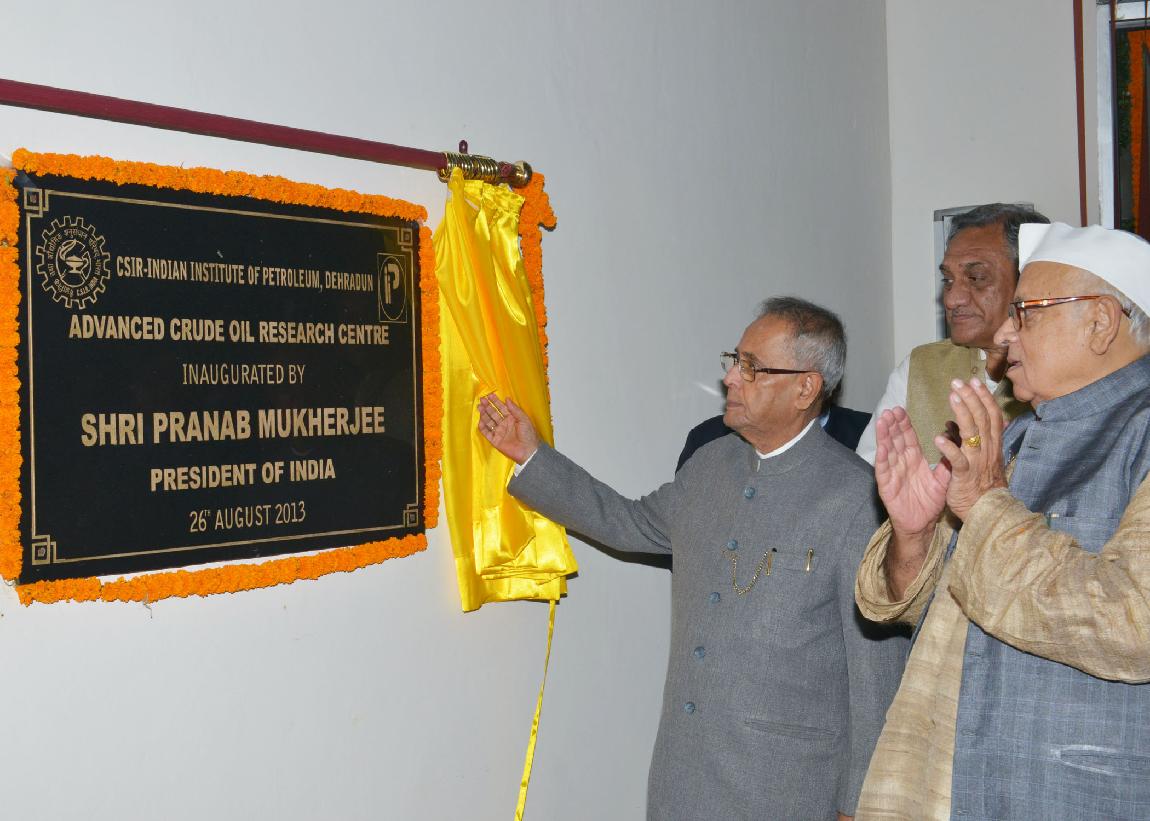 CSIR-INDIAN INSTITUTE OF PETROLEUM, DEHRADUN
ADVANCED CRUDE OIL RESEARCH CENTRE
INAUGURATED BY
SHRI PRANAB MUKHERJEE
PRESIDENT OF INDIA
26TH AUGUST 2013